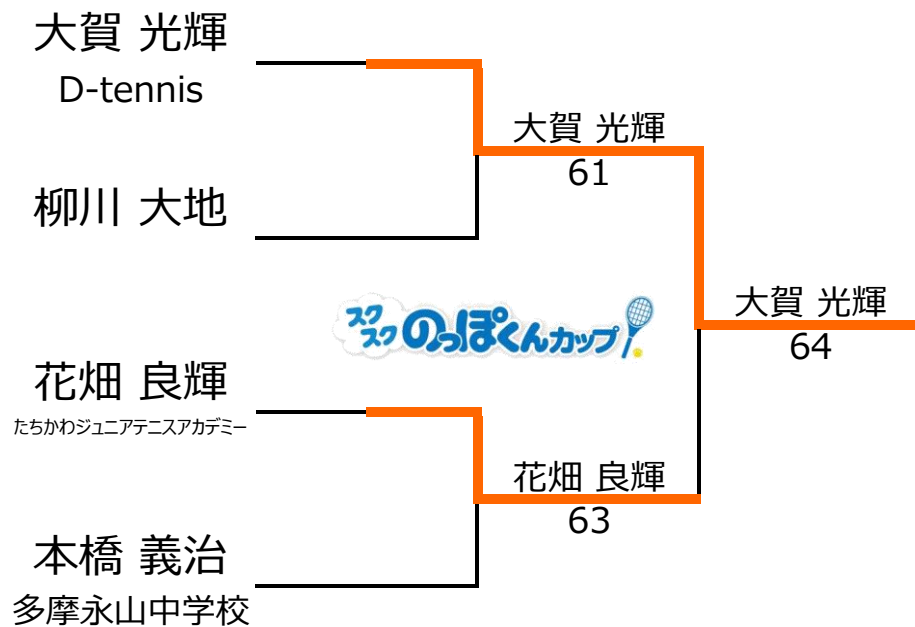 大賀 光輝
D-tennis
大賀 光輝
61
柳川 大地
スクスク のっぽくんカップ
大賀 光輝
64
花畑 良輝
たちかわジュニアテニスアカデミー
花畑 良輝
63
本橋 義治
多摩永山中学校